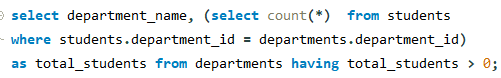 select department_name, (select count(*)  from students
where students.department_id = departments.department_id)
as total_students from departments having total_students > 0;